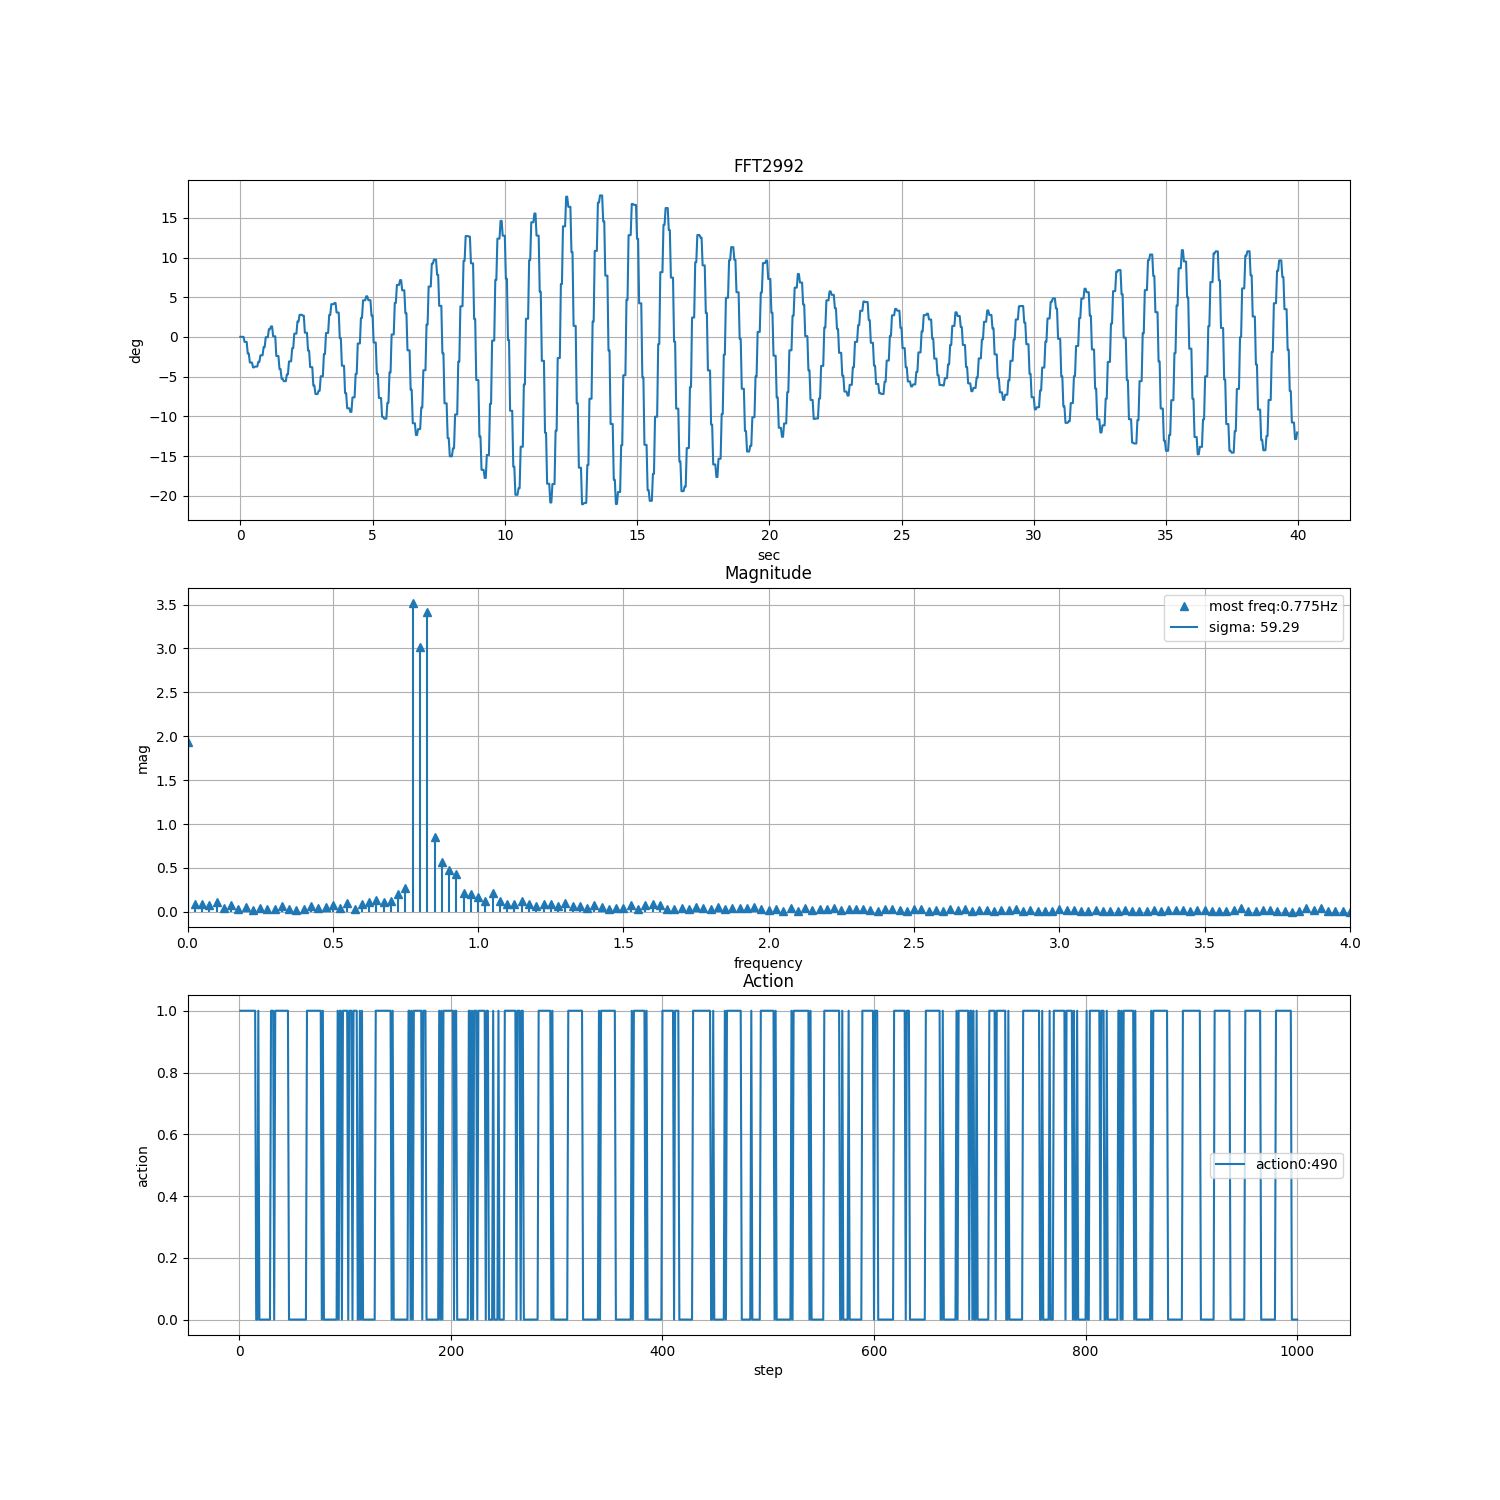 FFT2992
15
10
5
0
−5
−10
−15
−20
deg
0 5 10 15 20 25 30 35 40
sec
Magnitude
3.5
3.0
2.5
2.0
1.5
1.0
0.5
0.0
mag
most freq:0.775Hz
sigma: 59.29
0.0 0.5 1.0 1.5 2.0 2.5 3.0 3.5 4.0
frequency
Action
1.0
0.8
0.6
0.4
0.2
0.0
action
action0:490
0 200 400 600 800 1000
step